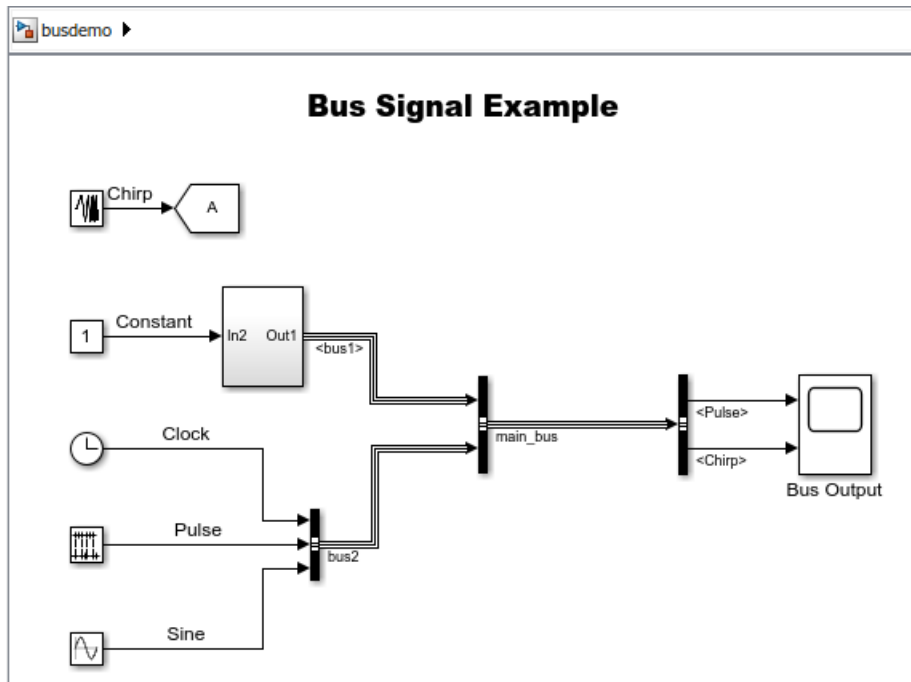 busdemo
Bus Signal Example
Chirp
A
Constant
1
In2
Out1
<bus1>
Clock
Pulse
bus2
Sine
main_bus
<Pulse>
<Chirp>
Bus Output